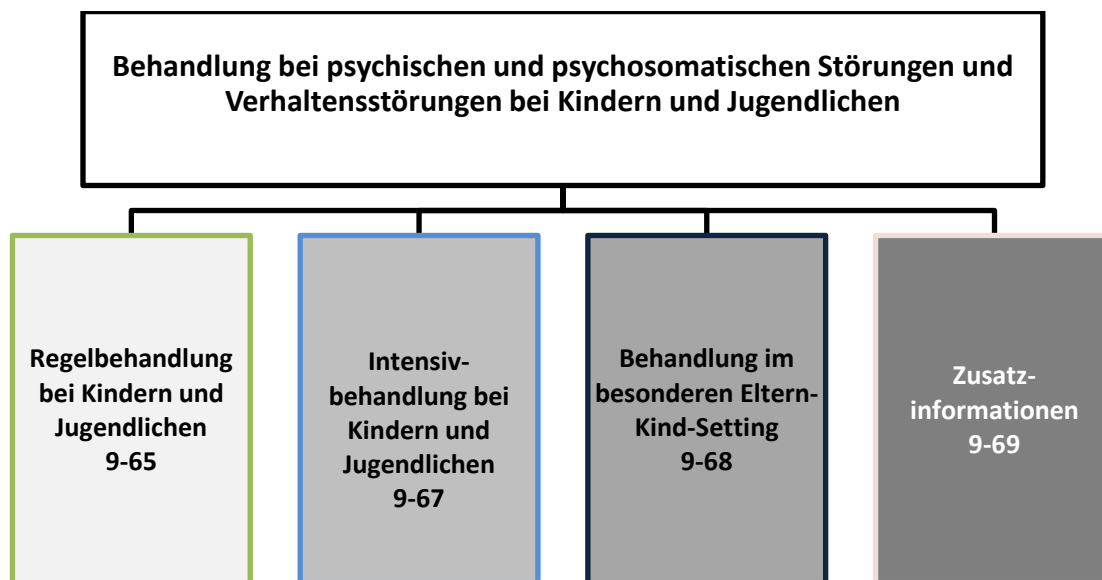 Behandlung bei psychischen und psychosomatischen Störungen und
Verhaltensstörungen bei Kindern und Jugendlichen
Regelbehandlung
bei Kindern und
Jugendlichen
9-65
Intensiv-
behandlung bei
Kindern und
Jugendlichen
9-67
Behandlung im
besonderen Eltern-
Kind-Setting
9-68
Zusatz-
informationen
9-69